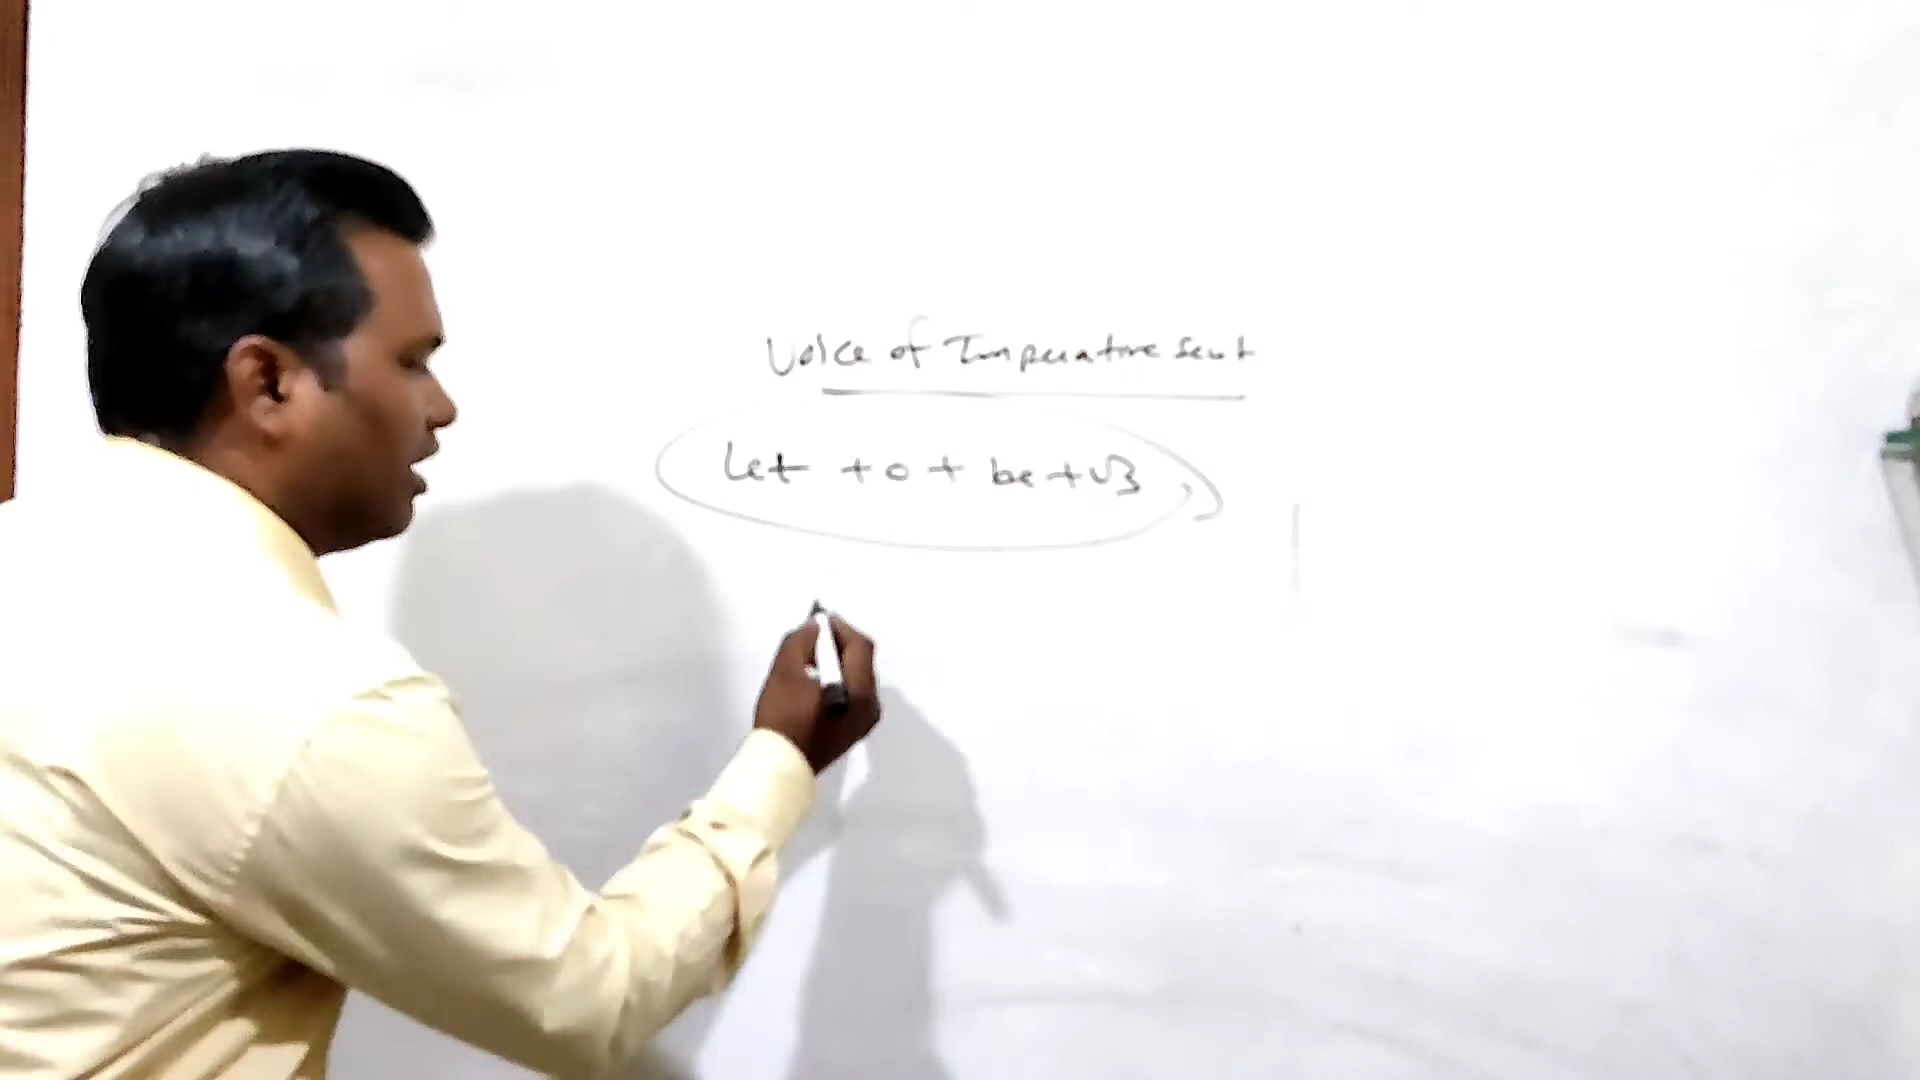 Voice of Imperative Sent
Let + O + be + V3